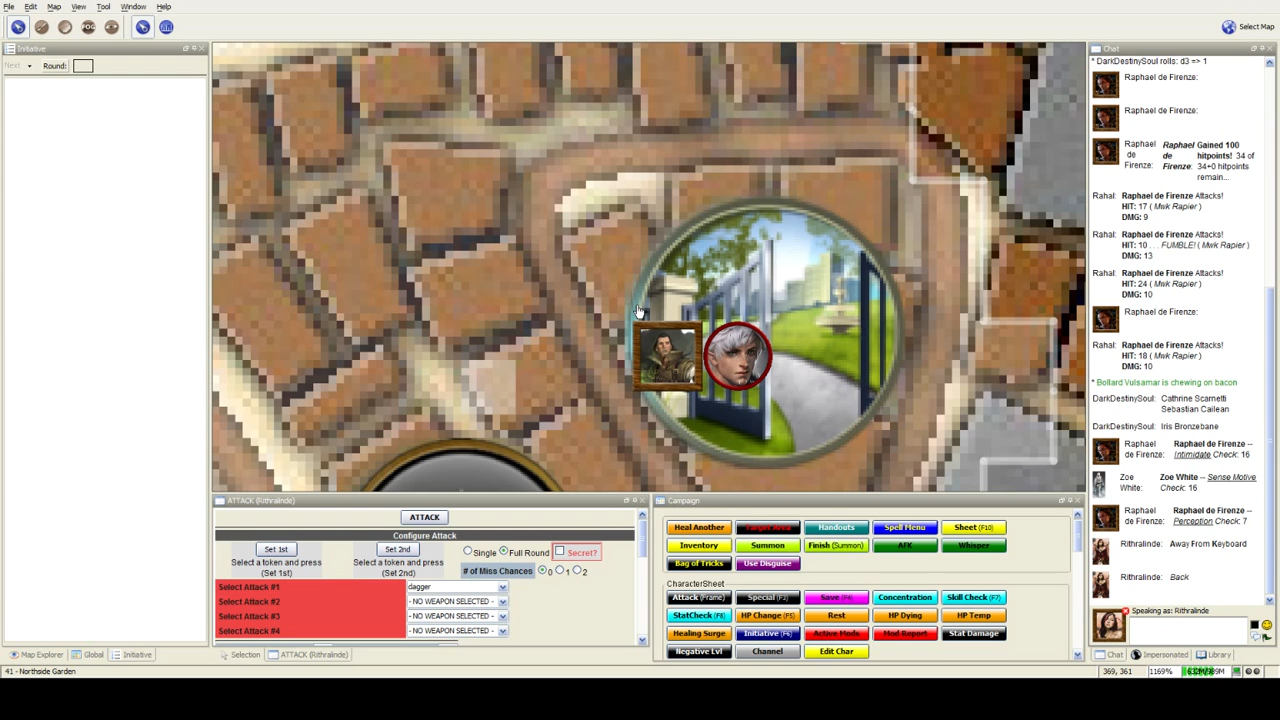 File Edit Map View Tool Window Help
FOG
Select Map
Initiative
Next Round:
Chat
* DarkDestinySoul rolls: d3 => 1
Raphael de Firenze:
Raphael de Firenze:
Raphael de Firenze: Raphael de Firenze: Gained 100 hitpoints! 34 of 34+0 hitpoints remain...
Rahal: Raphael de Firenze Attacks!
HIT: 17 ( Mwk Rapier )
DMG: 9
Rahal: Raphael de Firenze Attacks!
HIT: 10 . . . FUMBLE! ( Mwk Rapier )
DMG: 13
Rahal: Raphael de Firenze Attacks!
HIT: 24 ( Mwk Rapier )
DMG: 10
Raphael de Firenze:
Rahal: Raphael de Firenze Attacks!
HIT: 18 ( Mwk Rapier )
DMG: 10
* Bollard Vulsamar is chewing on bacon
DarkDestinySoul: Cathrine Scarnetti
Sebastian Cailean
DarkDestinySoul: Iris Bronzebane
Raphael de Firenze: Raphael de Firenze -- Intimidate Check: 16
Zoe White: Zoe White -- Sense Motive Check: 16
Raphael de Firenze: Raphael de Firenze -- Perception Check: 7
Rithralinde: Away From Keyboard
Rithralinde: Back
Speaking as: Rithralinde
Chat Impersonated Library
ATTACK (Rithralinde)
ATTACK
Configure Attack
Set 1st Set 2nd Single Full Round Secret?
Select a token and press (Set 1st) Select a token and press (Set 2nd) # of Miss Chances 0 1 2
Select Attack #1 dagger
Select Attack #2 - NO WEAPON SELECTED -
Select Attack #3 - NO WEAPON SELECTED -
Select Attack #4 - NO WEAPON SELECTED -
Campaign
Heal Another Target Area Handouts Spell Menu Sheet (F10)
Inventory Summon Finish (Summon) AFK Whisper
Bag of Tricks Use Disguise
CharacterSheet
Attack (Frame) Special (F3) Save (F4) Concentration Skill Check (F7)
StatCheck (F8) HP Change (F5) Rest HP Dying HP Temp
Healing Surge Initiative (F6) Active Mods Mod Report Stat Damage
Negative Lvl Channel Edit Char
Map Explorer Global Initiative Selection ATTACK (Rithralinde)
41 - Northside Garden
369, 361 1169%